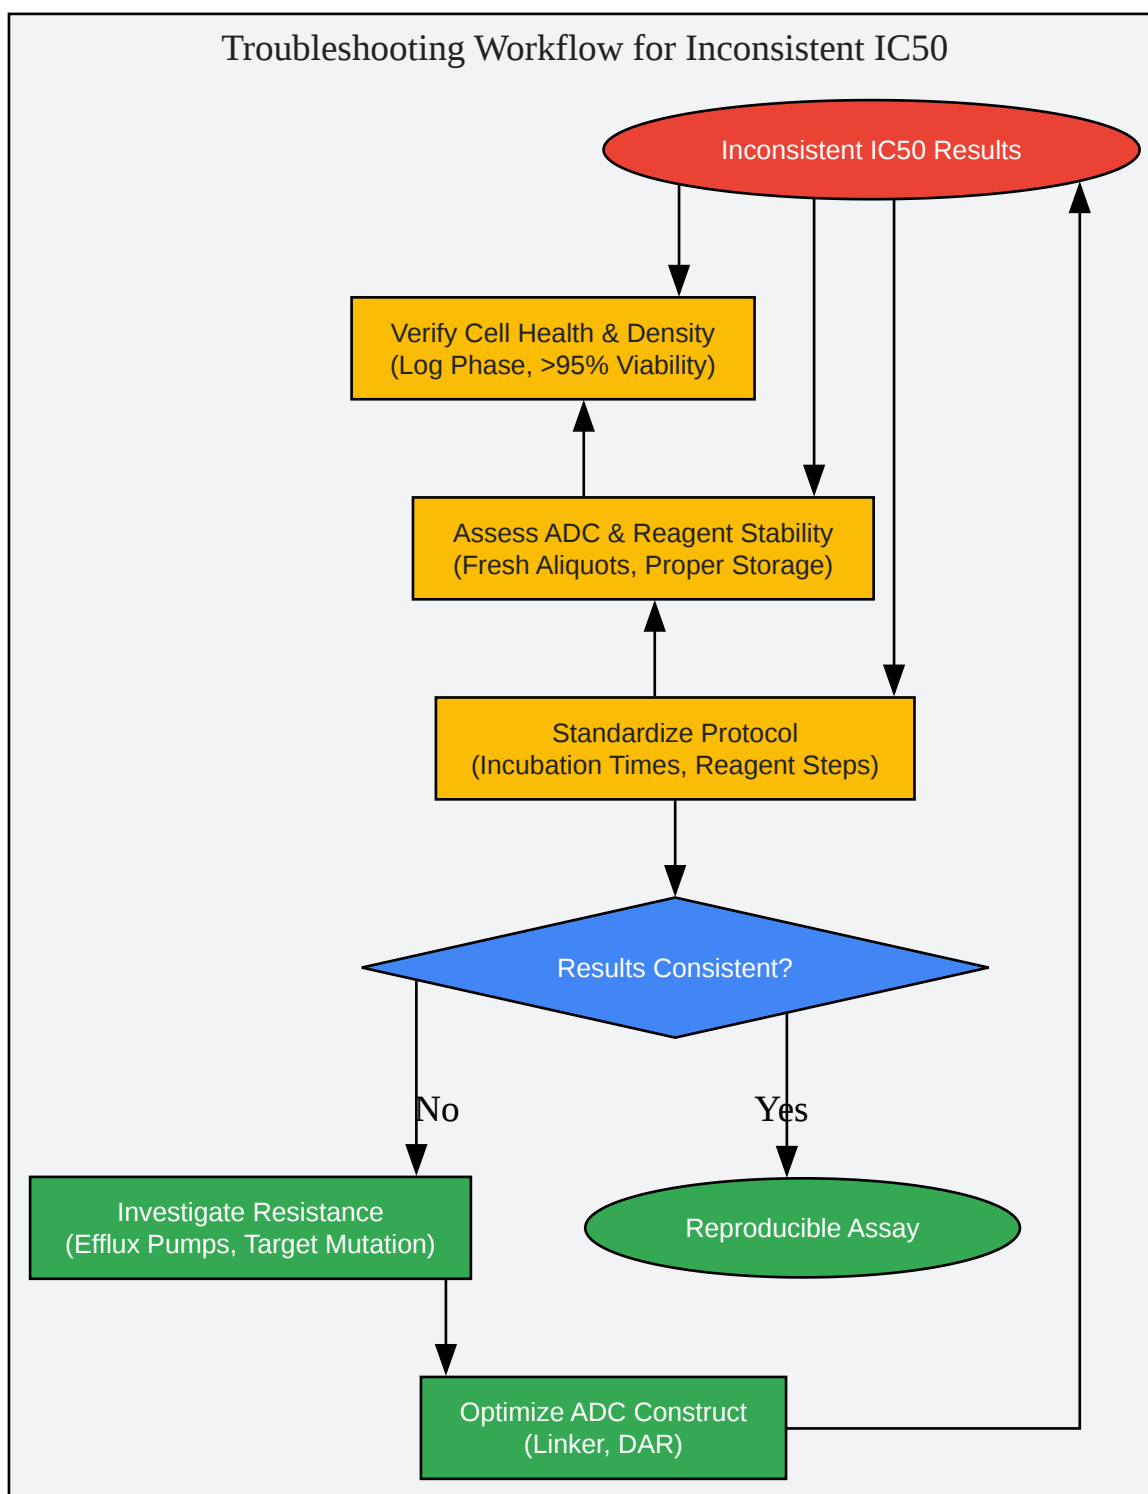 Troubleshooting Workflow for Inconsistent IC50
Inconsistent IC50 Results
Verify Cell Health & Density
(Log Phase, >95% Viability)
Assess ADC & Reagent Stability
(Fresh Aliquots, Proper Storage)
Standardize Protocol
(Incubation Times, Reagent Steps)
Results Consistent?
No
Yes
Investigate Resistance
(Efflux Pumps, Target Mutation)
Reproducible Assay
Optimize ADC Construct
(Linker, DAR)